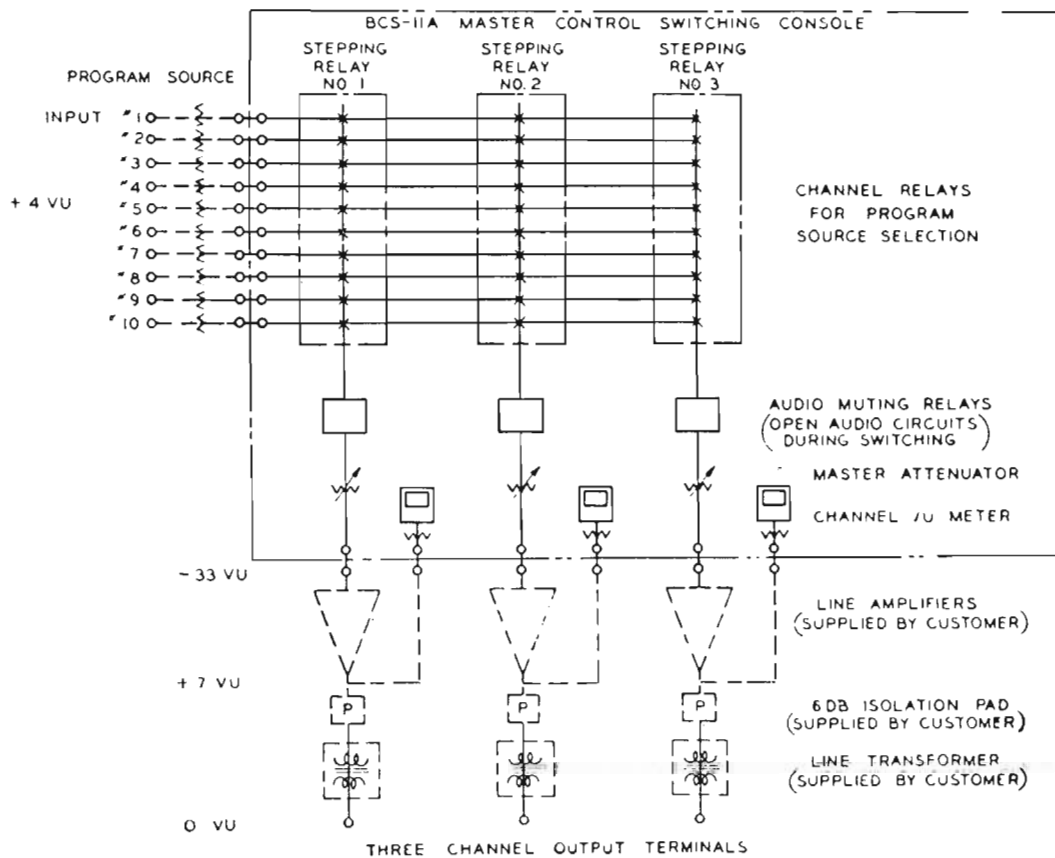 BCS-11A MASTER CONTROL SWITCHING CONSOLE
STEPPING
RELAY
NO. 1
STEPPING
RELAY
NO. 2
STEPPING
RELAY
NO. 3
PROGRAM SOURCE
INPUT #1
#2
#3
#4
+ 4 VU
#5
#6
#7
#8
#9
#10
CHANNEL RELAYS
FOR PROGRAM
SOURCE SELECTION
AUDIO MUTING RELAYS
(OPEN AUDIO CIRCUITS
DURING SWITCHING)
MASTER ATTENUATOR
CHANNEL VU METER
- 33 VU
LINE AMPLIFIERS
(SUPPLIED BY CUSTOMER)
+ 7 VU
P
P
P
6 DB ISOLATION PAD
(SUPPLIED BY CUSTOMER)
LINE TRANSFORMER
(SUPPLIED BY CUSTOMER)
0 VU
THREE CHANNEL OUTPUT TERMINALS